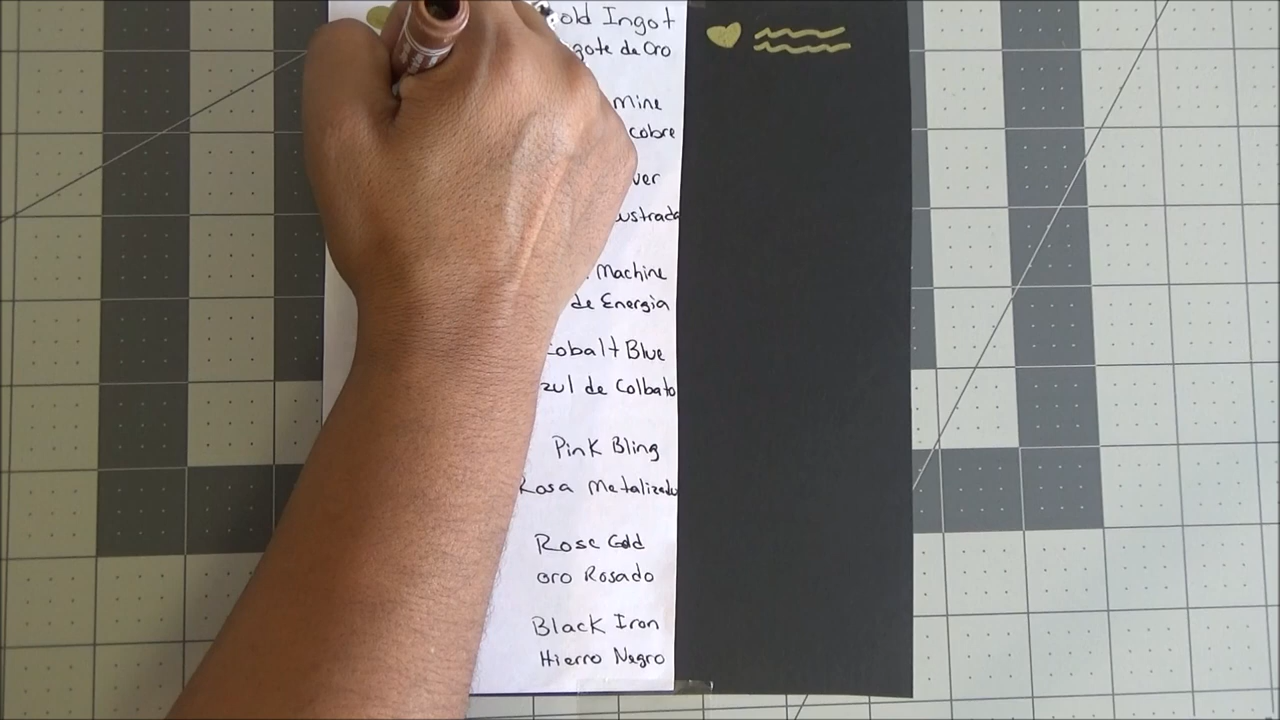 old Ingot
gote de Oro
Mine
cobre
ver
ustrada
Machine
de Energia
Cobalt Blue
zul de Colbato
Pink Bling
Rosa Metalizado
Rose Gold
oro Rosado
Black Iron
Hierro Negro